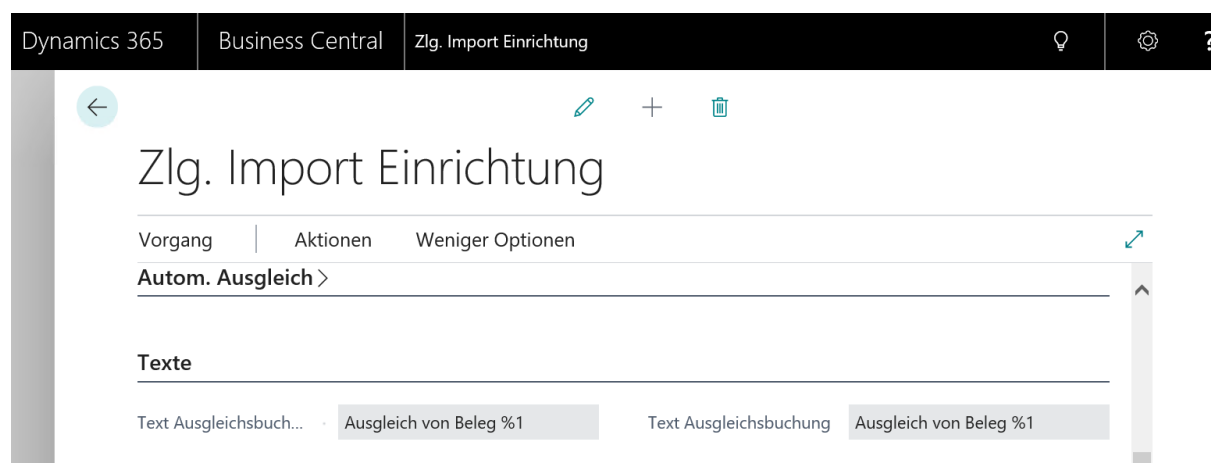 Dynamics 365 Business Central Zlg. Import Einrichtung ?
Zlg. Import Einrichtung
Vorgang Aktionen Weniger Optionen
Autom. Ausgleich >
Texte
Text Ausgleichsbuch... Ausgleich von Beleg %1 Text Ausgleichsbuchung Ausgleich von Beleg %1